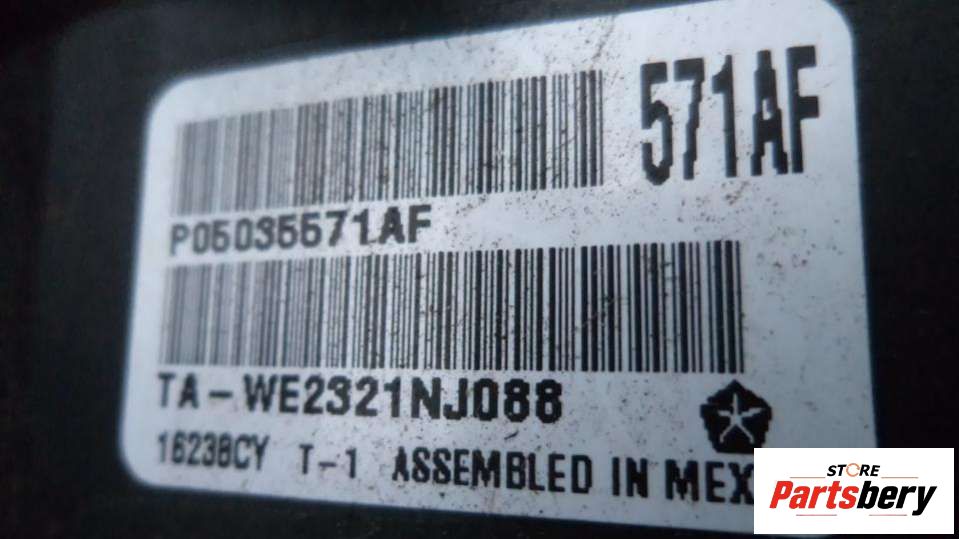 571AF
P05035571AF
TA-WE2321NJ088
16238CY T-1 ASSEMBLED IN MEX
STORE
Partsbery